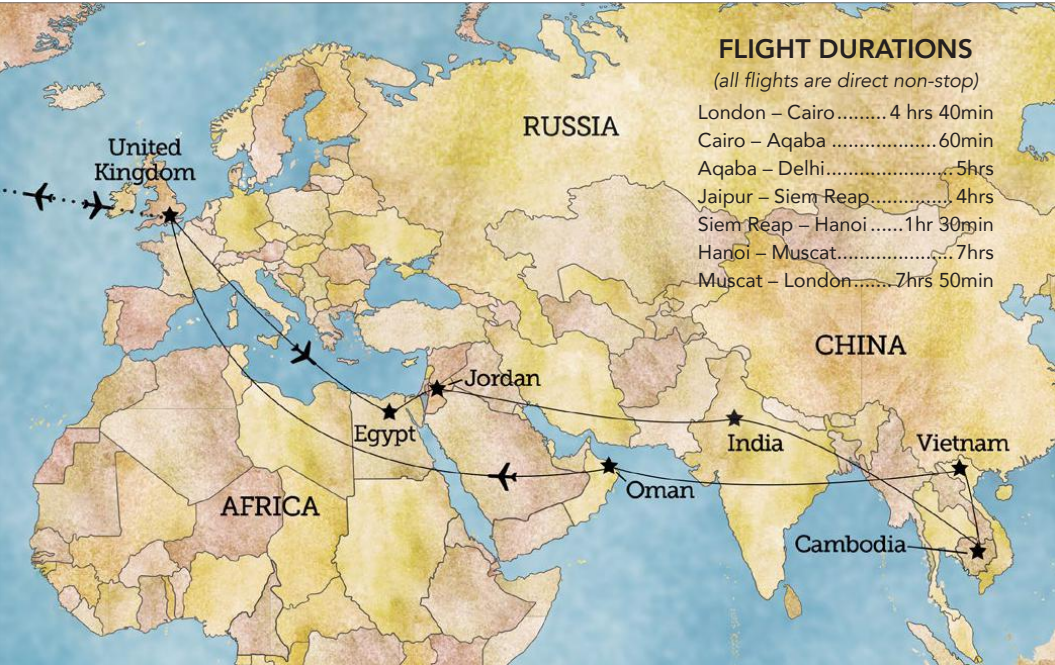 FLIGHT DURATIONS
(all flights are direct non-stop)
London – Cairo.........4 hrs 40min
Cairo – Aqaba ..................60min
Aqaba – Delhi.....................5hrs
Jaipur – Siem Reap..............4hrs
Siem Reap – Hanoi ......1hr 30min
Hanoi – Muscat....................7hrs
Muscat – London.......7hrs 50min
RUSSIA
United
Kingdom
CHINA
Jordan
Egypt
India
Vietnam
Oman
AFRICA
Cambodia